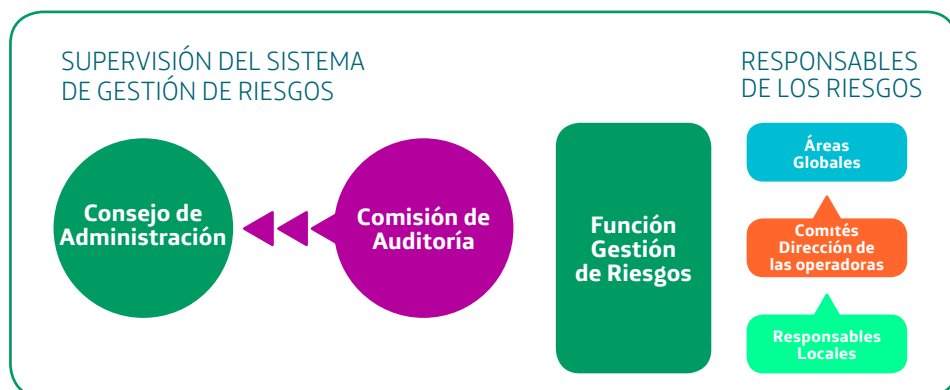 SUPERVISIÓN DEL SISTEMA
DE GESTIÓN DE RIESGOS
Consejo de
Administración
Comisión de
Auditoría
Función
Gestión
de Riesgos
RESPONSABLES
DE LOS RIESGOS
Áreas
Globales
Comités
Dirección de
las operadoras
Responsables
Locales